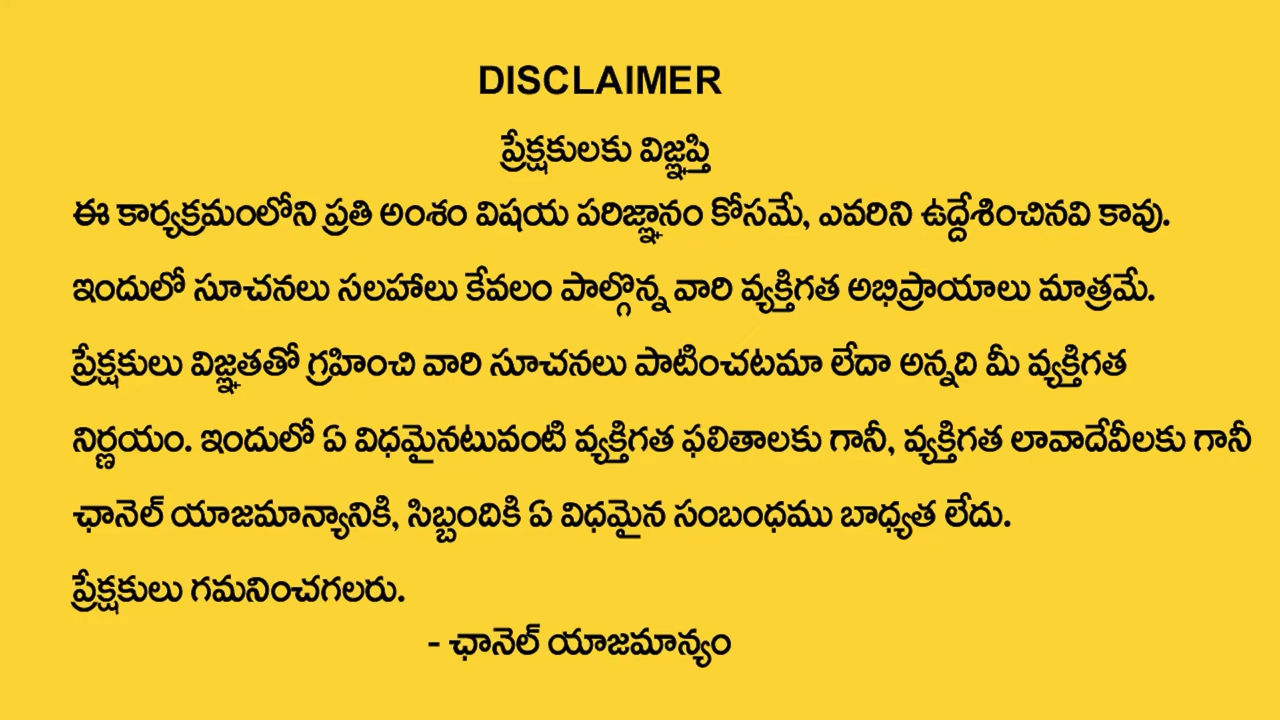 DISCLAIMER
ప్రేక్షకులకు విజ్ఞప్తి
ఈ కార్యక్రమంలోని ప్రతి అంశం విషయ పరిజ్ఞానం కోసమే, ఎవరిని ఉద్దేశించినవి కావు.
ఇందులో సూచనలు సలహాలు కేవలం పాల్గొన్న వారి వ్యక్తిగత అభిప్రాయాలు మాత్రమే.
ప్రేక్షకులు విజ్ఞతతో గ్రహించి వారి సూచనలు పాటించటమా లేదా అన్నది మీ వ్యక్తిగత
నిర్ణయం. ఇందులో ఏ విధమైనటువంటి వ్యక్తిగత ఫలితాలకు గానీ, వ్యక్తిగత లావాదేవీలకు గానీ
ఛానెల్ యాజమాన్యానికి, సిబ్బందికి ఏ విధమైన సంబంధము బాధ్యత లేదు.
ప్రేక్షకులు గమనించగలరు.
- ఛానెల్ యాజమాన్యం